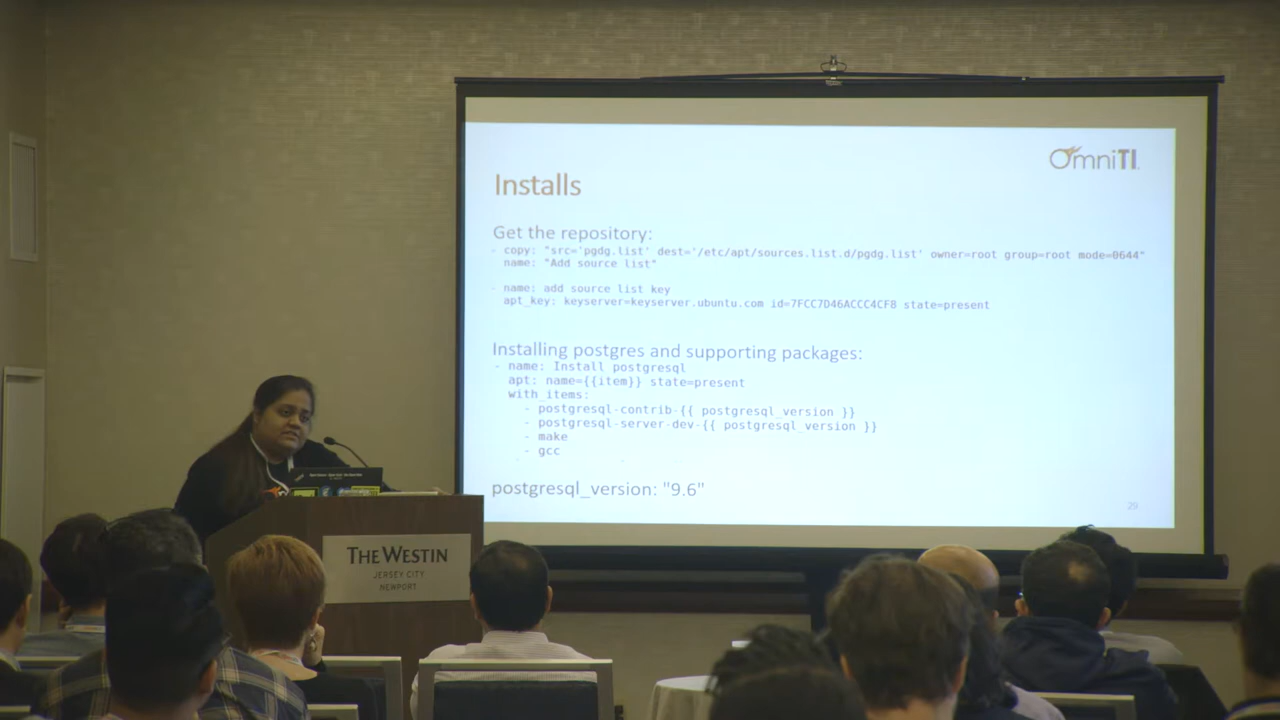 OmniTI
Installs
Get the repository:
- copy: "src='pgdg.list' dest='/etc/apt/sources.list.d/pgdg.list' owner=root group=root mode=0644"
name: "Add source list"
- name: add source list key
apt_key: keyserver=keyserver.ubuntu.com id=7FCC7D46ACCC4CF8 state=present
Installing postgres and supporting packages:
- name: Install postgresql
apt: name={{item}} state=present
with_items:
- postgresql-contrib-{{ postgresql_version }}
- postgresql-server-dev-{{ postgresql_version }}
- make
- gcc
postgresql_version: "9.6"
29
THE WESTIN
JERSEY CITY
NEWPORT